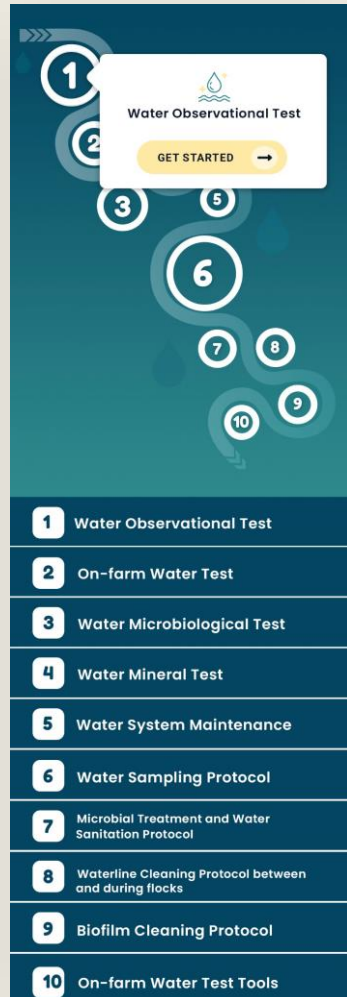 1
Water Observational Test
GET STARTED
2
3
5
6
7
8
9
10
1 Water Observational Test
2 On-farm Water Test
3 Water Microbiological Test
4 Water Mineral Test
5 Water System Maintenance
6 Water Sampling Protocol
7 Microbial Treatment and Water
Sanitation Protocol
8 Waterline Cleaning Protocol between
and during flocks
9 Biofilm Cleaning Protocol
10 On-farm Water Test Tools